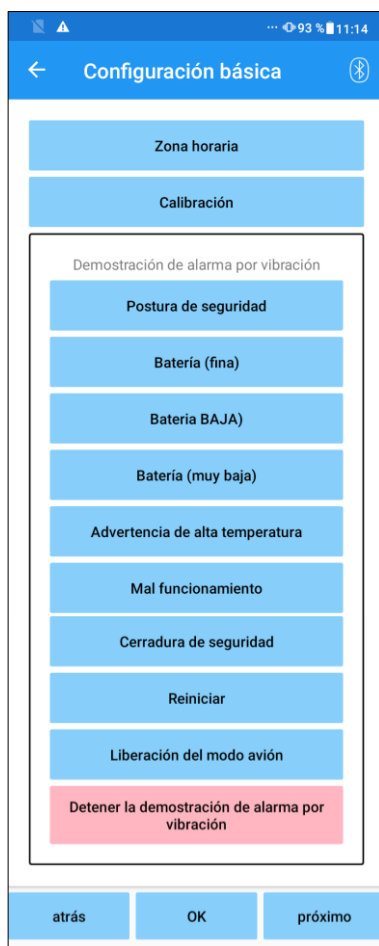 93 % 11:14
Configuración básica
Zona horaria
Calibración
Demostración de alarma por vibración
Postura de seguridad
Batería (fina)
Bateria BAJA)
Batería (muy baja)
Advertencia de alta temperatura
Mal funcionamiento
Cerradura de seguridad
Reiniciar
Liberación del modo avión
Detener la demostración de alarma por
vibración
atrás OK próximo